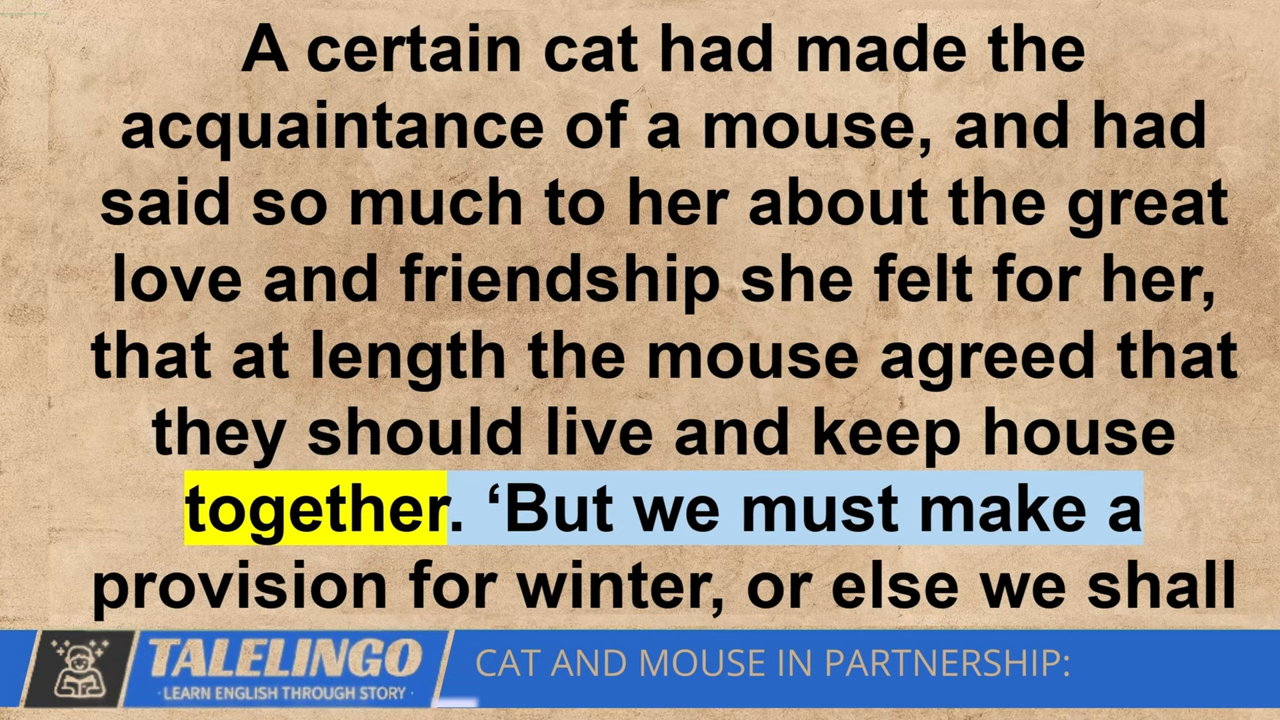 A certain cat had made the
acquaintance of a mouse, and had
said so much to her about the great
love and friendship she felt for her,
that at length the mouse agreed that
they should live and keep house
together. ‘But we must make a
provision for winter, or else we shall
TALELINGO
· LEARN ENGLISH THROUGH STORY ·
CAT AND MOUSE IN PARTNERSHIP: